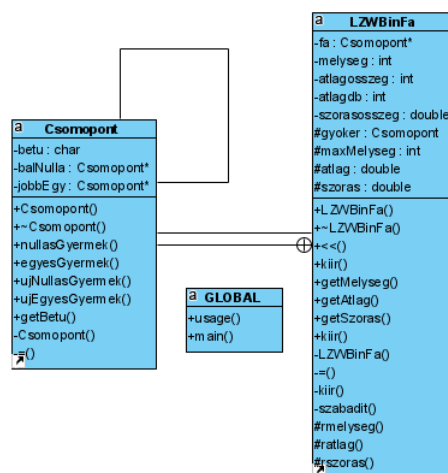 a
Csomopont
-betu : char
-balNulla : Csomopont*
-jobbEgy : Csomopont*
+Csomopont()
+~Csomopont()
+nullasGyermek()
+egyesGyermek()
+ujNullasGyermek()
+ujEgyesGyermek()
+getBetu()
-Csomopont()
-=()
a
GLOBAL
+usage()
+main()
a
LZWBinFa
-fa : Csomopont*
-melyseg : int
-atlagosszeg : int
-atlagdb : int
-szorasosszeg : double
#gyoker : Csomopont
#maxMelyseg : int
#atlag : double
#szoras : double
+LZWBinFa()
+~LZWBinFa()
+<<()
+kiir()
+getMelyseg()
+getAtlag()
+getSzoras()
+kiir()
-LZWBinFa()
-=()
-kiir()
-szabadit()
#rmelyseg()
#ratlag()
#rszoras()